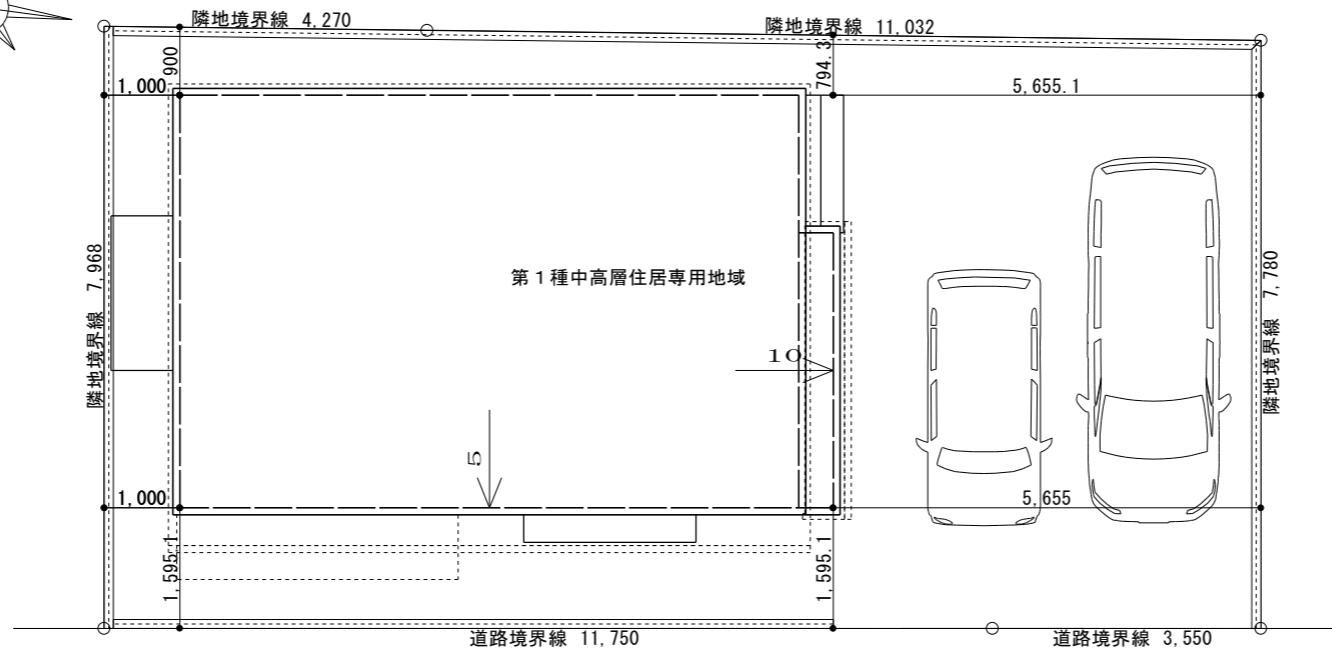 隣地境界線 4,270
隣地境界線 11,032
900
794.3
1,000
5,655.1
隣地境界線 7,968
第1種中高層住居専用地域
隣地境界線 7,780
10
5
1,000
5,655
1,595.1
1,595.1
道路境界線 11,750
道路境界線 3,550